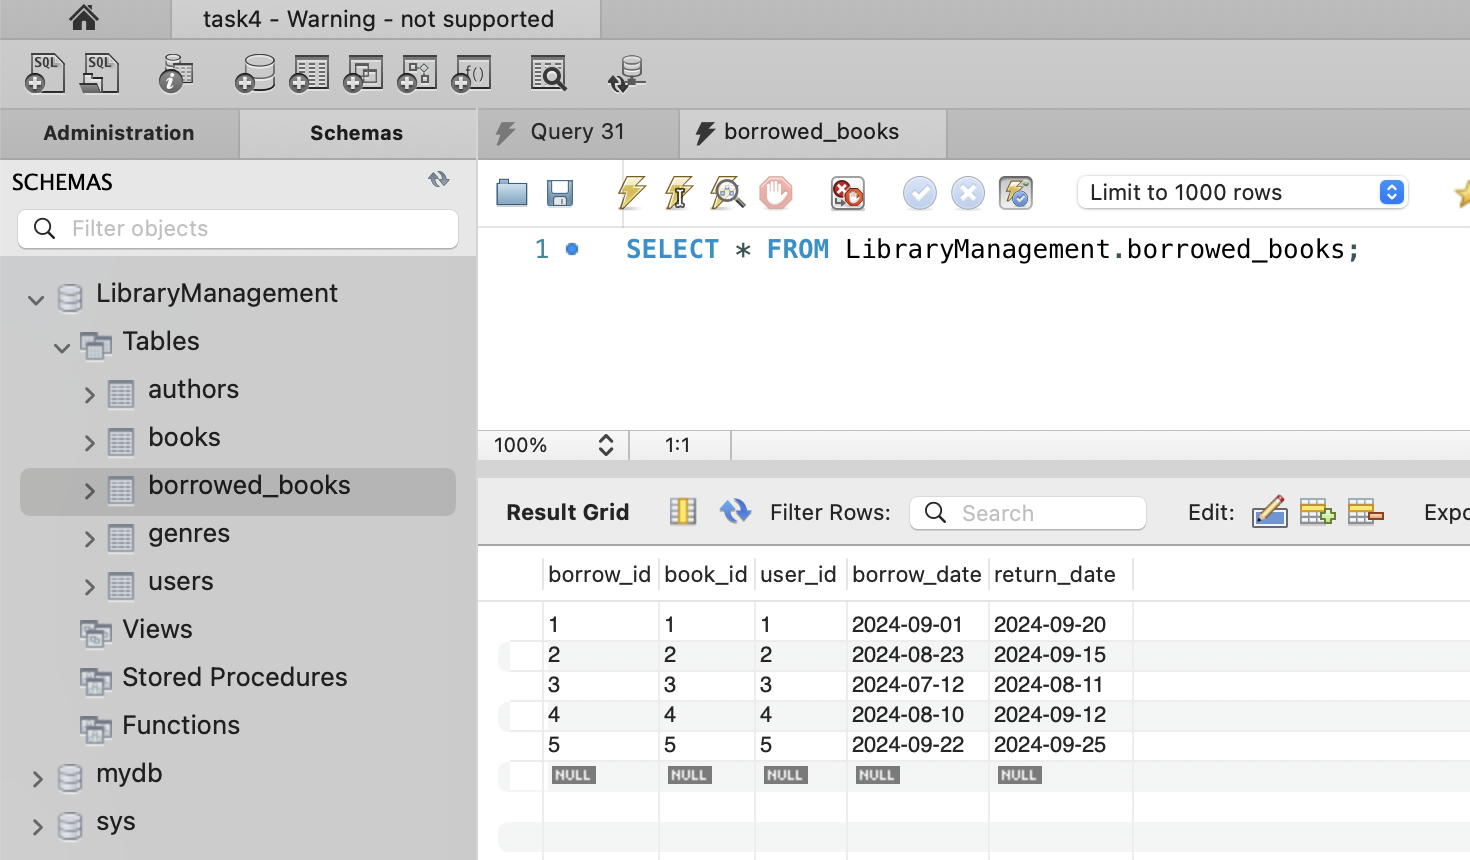 task4 - Warning - not supported
SQL SQL i f()
Administration Schemas Query 31 borrowed_books
SCHEMAS
Filter objects
Limit to 1000 rows
1 SELECT * FROM LibraryManagement.borrowed_books;
LibraryManagement
Tables
authors
books
borrowed_books
genres
users
Views
Stored Procedures
Functions
mydb
sys
100% 1:1
Result Grid Filter Rows: Search Edit: Expo
borrow_id book_id user_id borrow_date return_date
1 1 1 2024-09-01 2024-09-20
2 2 2 2024-08-23 2024-09-15
3 3 3 2024-07-12 2024-08-11
4 4 4 2024-08-10 2024-09-12
5 5 5 2024-09-22 2024-09-25
NULL NULL NULL NULL NULL